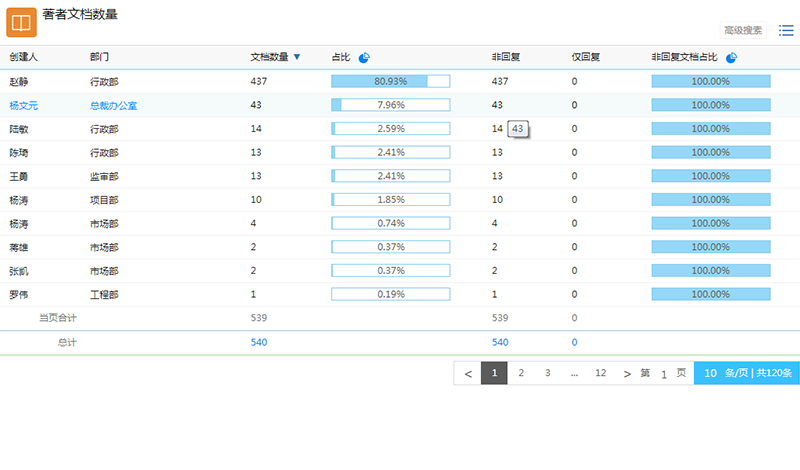 著者文档数量
高级搜索
创建人 部门 文档数量 ▼ 占比 非回复 仅回复 非回复文档占比
赵静 行政部 437 80.93% 437 0 100.00%
杨文元 总裁办公室 43 7.96% 43 0 100.00%
陆敏 行政部 14 2.59% 14 0 100.00%
43
陈琦 行政部 13 2.41% 13 0 100.00%
王勇 监审部 13 2.41% 13 0 100.00%
杨涛 项目部 10 1.85% 10 0 100.00%
杨涛 市场部 4 0.74% 4 0 100.00%
蒋雄 市场部 2 0.37% 2 0 100.00%
张凯 市场部 2 0.37% 2 0 100.00%
罗伟 工程部 1 0.19% 1 0 100.00%
当页合计 539 539 0
总计 540 540 0
< 1 2 3 ... 12 > 第 1 页 10 条/页 | 共120条